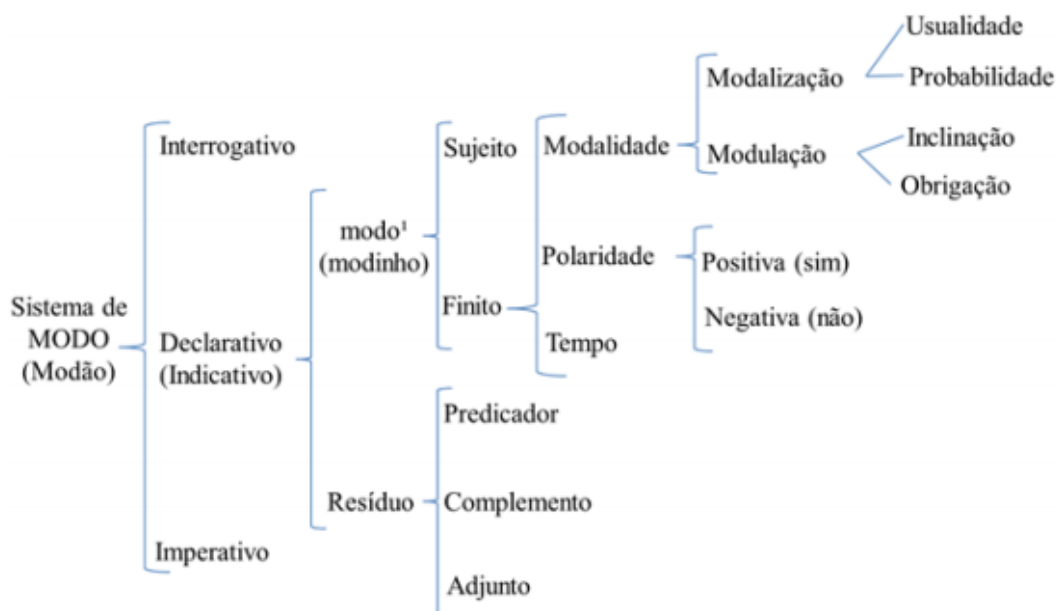 Sistema de
MODO
(Modão)
Interrogativo
Declarativo
(Indicativo)
Imperativo
modo¹
(modinho)
Resíduo
Sujeito
Finito
Predicador
Complemento
Adjunto
Modalidade
Polaridade
Tempo
Modalização
Modulação
Positiva (sim)
Negativa (não)
Usualidade
Probabilidade
Inclinação
Obrigação